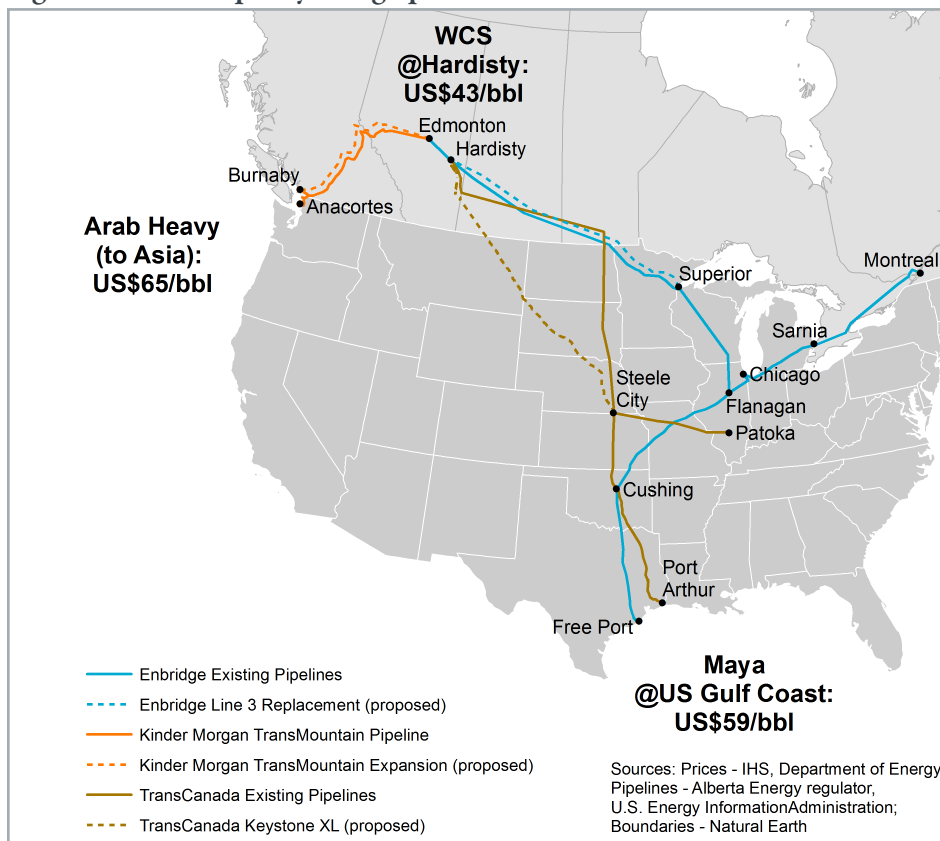 WCS
@Hardisty:
US$43/bbl
Edmonton
Hardisty
Burnaby
Anacortes
Arab Heavy
(to Asia):
US$65/bbl
Montreal
Superior
Sarnia
Chicago
Steele
City
Flanagan
Patoka
Cushing
Port
Arthur
Free Port
Maya
@US Gulf Coast:
US$59/bbl
Enbridge Existing Pipelines
Enbridge Line 3 Replacement (proposed)
Kinder Morgan TransMountain Pipeline
Kinder Morgan TransMountain Expansion (proposed)
TransCanada Existing Pipelines
TransCanada Keystone XL (proposed)
Sources: Prices - IHS, Department of Energy
Pipelines - Alberta Energy regulator,
U.S. Energy InformationAdministration;
Boundaries - Natural Earth